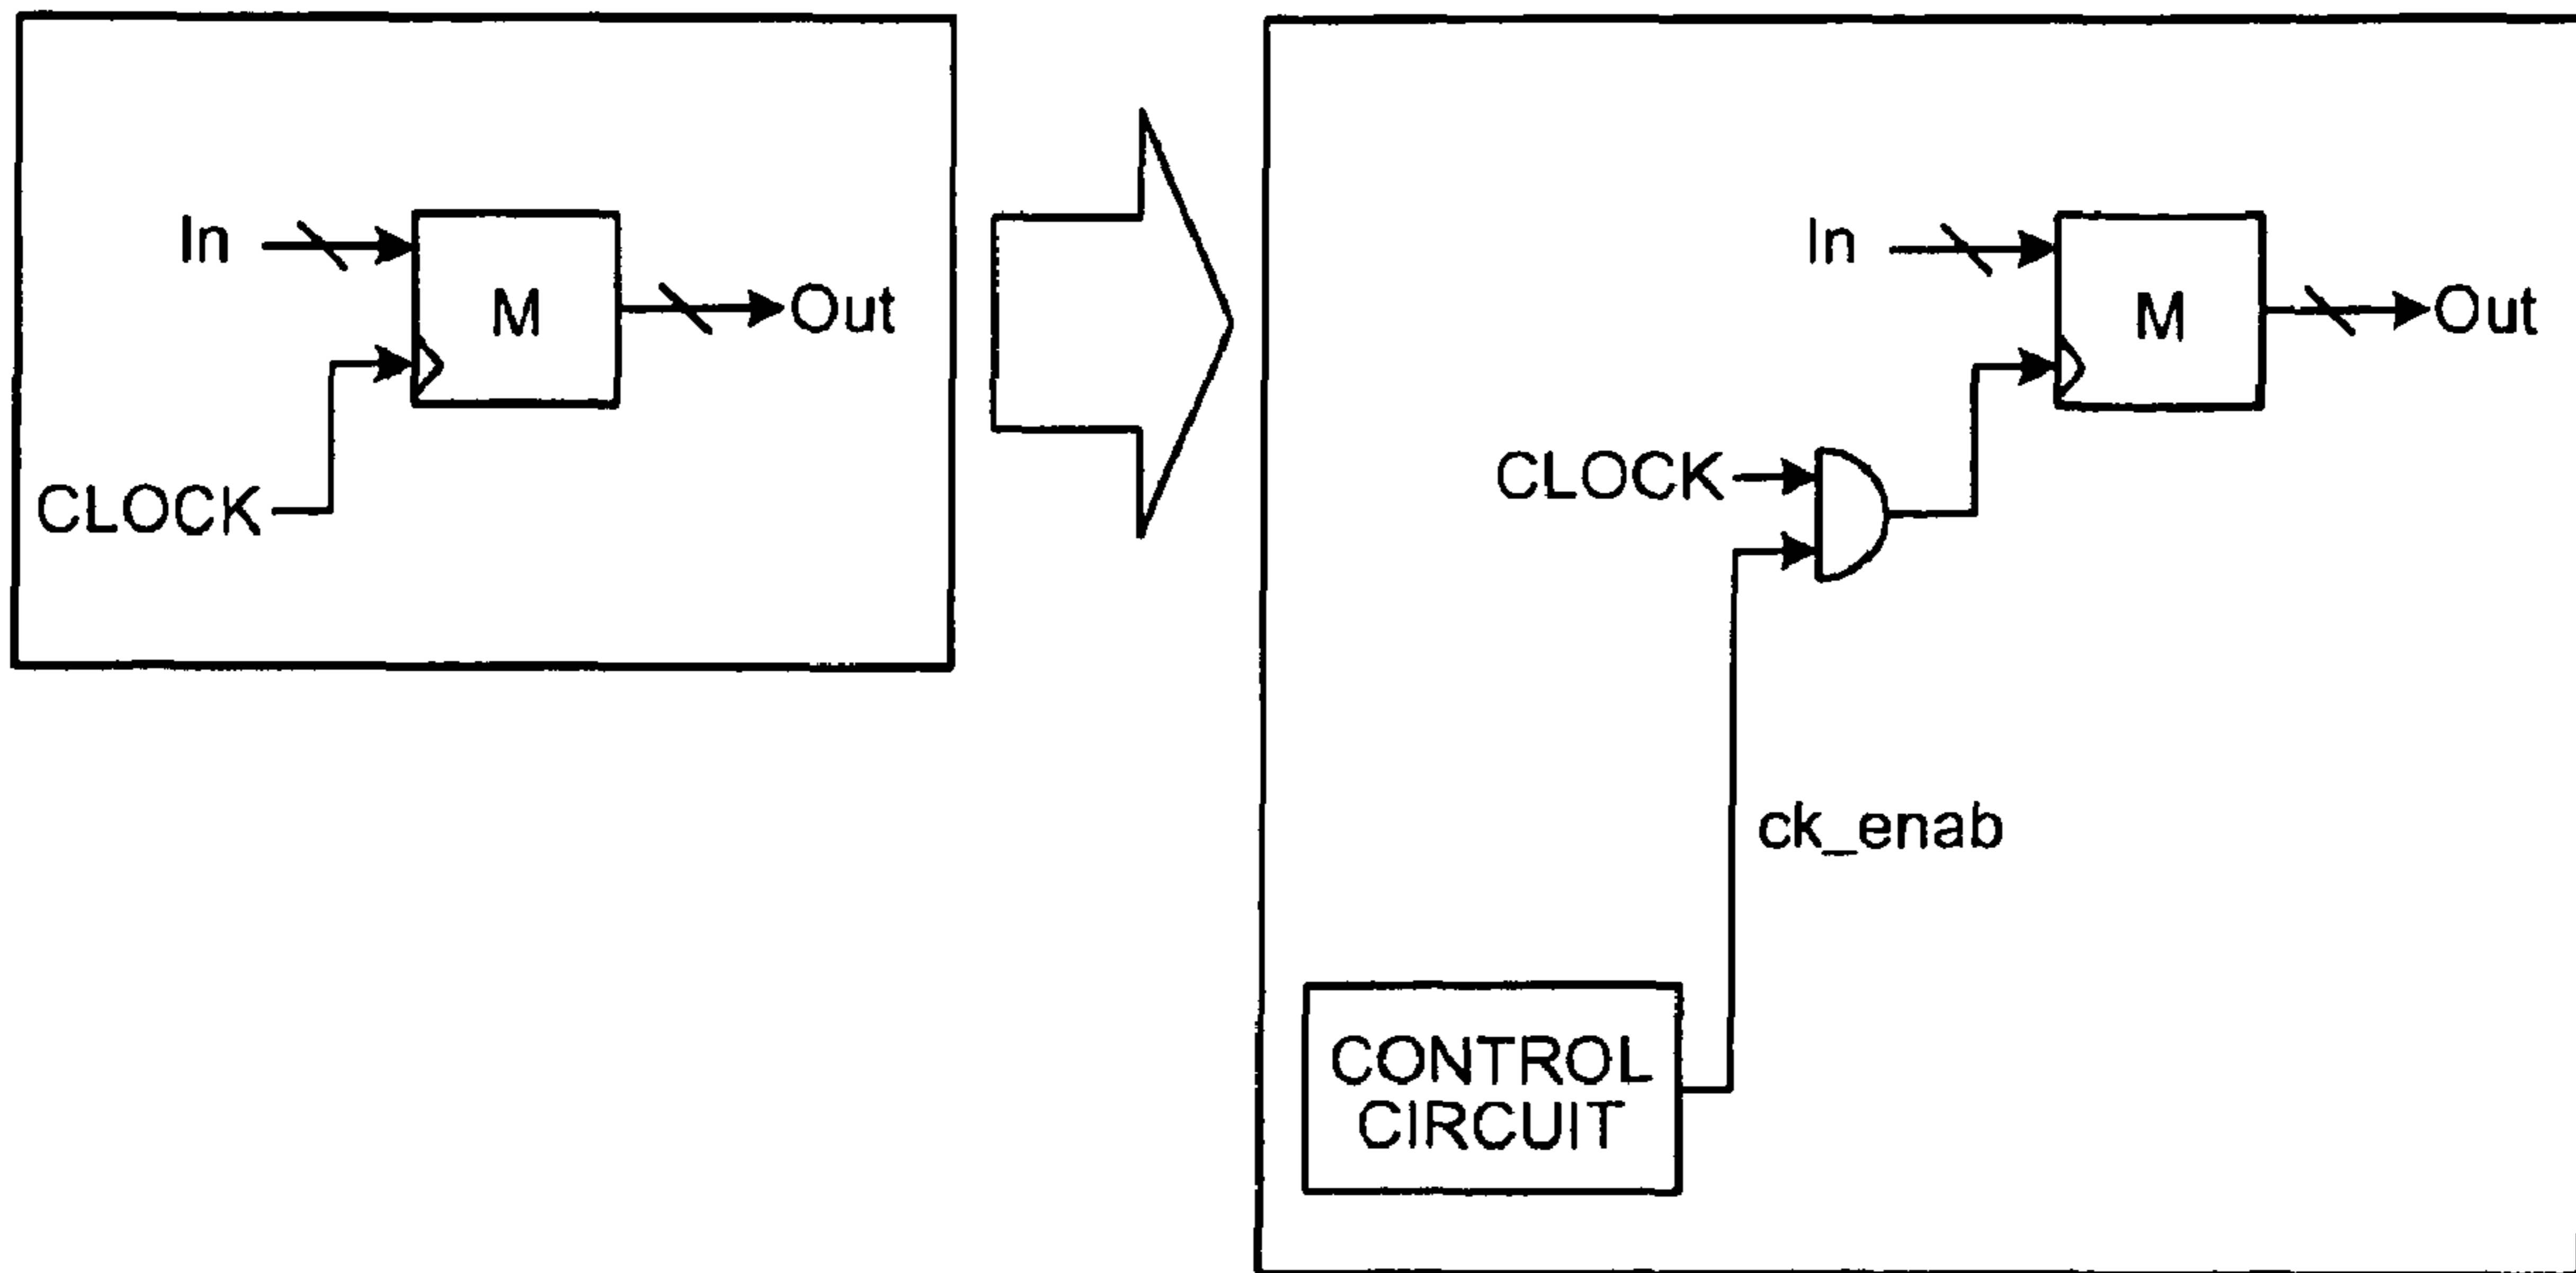 In
M
Out
CLOCK
In
M
Out
CLOCK
ck_enab
CONTROL
CIRCUIT